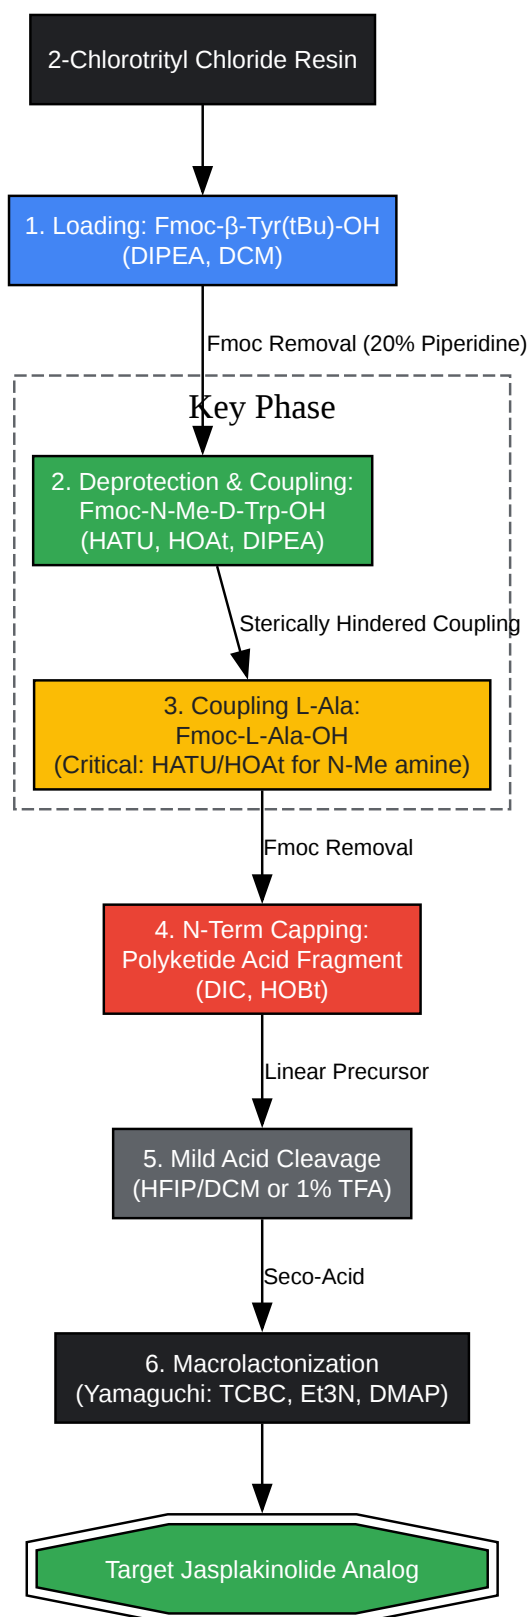 2-Chlorotrityl Chloride Resin
1. Loading: Fmoc-β-Tyr(tBu)-OH
(DIPEA, DCM)
Fmoc Removal (20% Piperidine)
Key Phase
2. Deprotection & Coupling:
Fmoc-N-Me-D-Trp-OH
(HATU, HOAt, DIPEA)
Sterically Hindered Coupling
3. Coupling L-Ala:
Fmoc-L-Ala-OH
(Critical: HATU/HOAt for N-Me amine)
Fmoc Removal
4. N-Term Capping:
Polyketide Acid Fragment
(DIC, HOBt)
Linear Precursor
5. Mild Acid Cleavage
(HFIP/DCM or 1% TFA)
Seco-Acid
6. Macrolactonization
(Yamaguchi: TCBC, Et3N, DMAP)
Target Jasplakinolide Analog